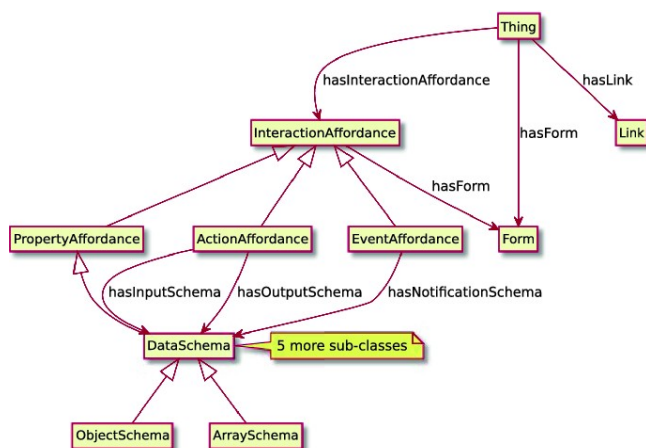 Thing
hasInteractionAffordance
hasLink
InteractionAffordance
hasForm
Link
hasForm
PropertyAffordance
ActionAffordance
EventAffordance
Form
hasInputSchema
hasOutputSchema
hasNotificationSchema
DataSchema
5 more sub-classes
ObjectSchema
ArraySchema